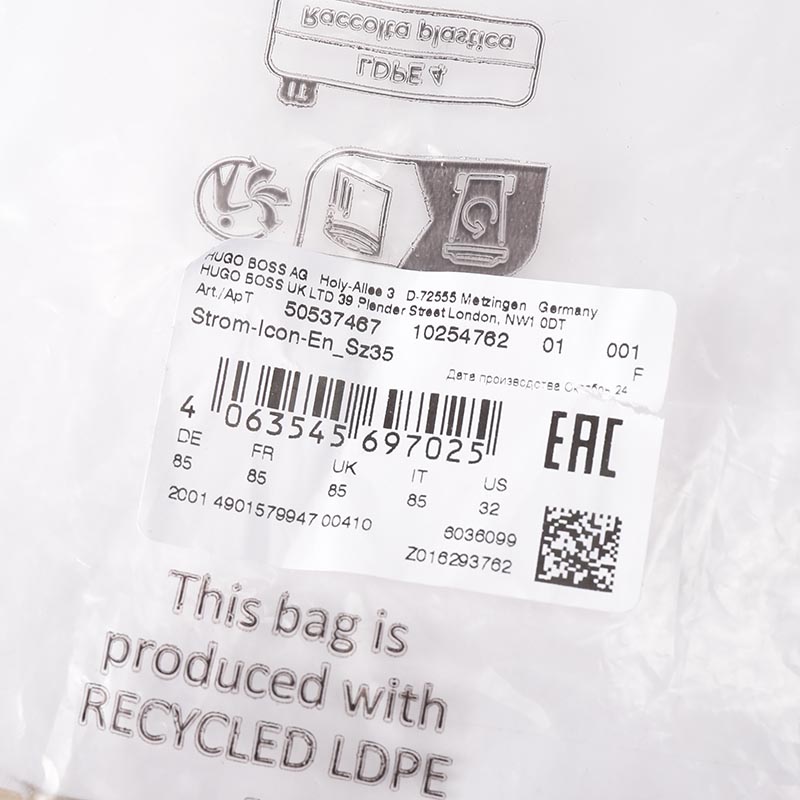 Raccolta plastica
LDPE 4
IT
HUGO BOSS AG Holy-Allee 3 D-72555 Metzingen Germany
HUGO BOSS UK LTD 39 Plender Street London, NW1 0DT
Art./Арт 50537467 10254762 01 001
Strom-Icon-En_Sz35 F
Дата производства Октябрь 24
4 063545 697025
EAC
DE FR UK IT US
85 85 85 85 32
2001 4901579947 00410 6036099
Z016293762
This bag is
produced with
RECYCLED LDPE